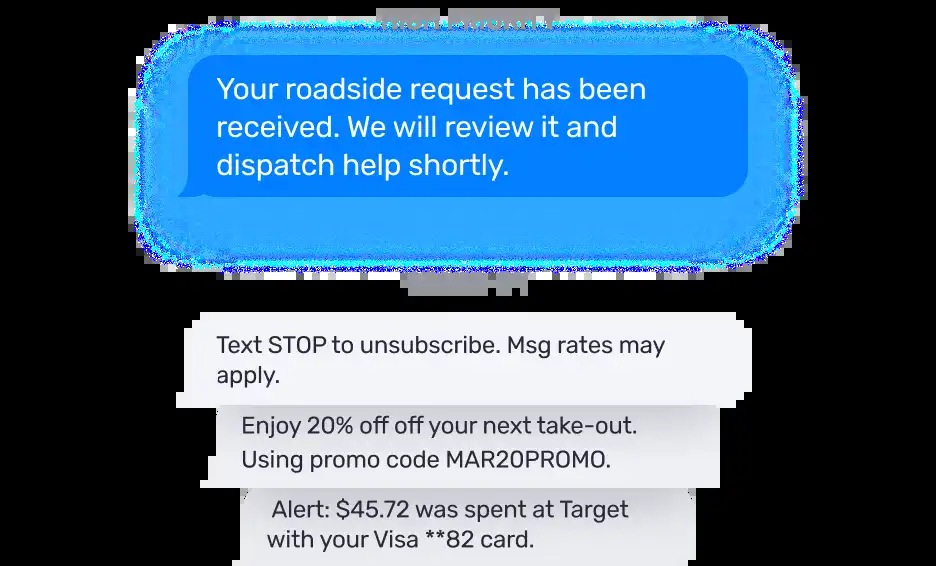 Your roadside request has been
received. We will review it and
dispatch help shortly.
Text STOP to unsubscribe. Msg rates may
apply.
Enjoy 20% off off your next take-out.
Using promo code MAR20PROMO.
Alert: $45.72 was spent at Target
with your Visa **82 card.